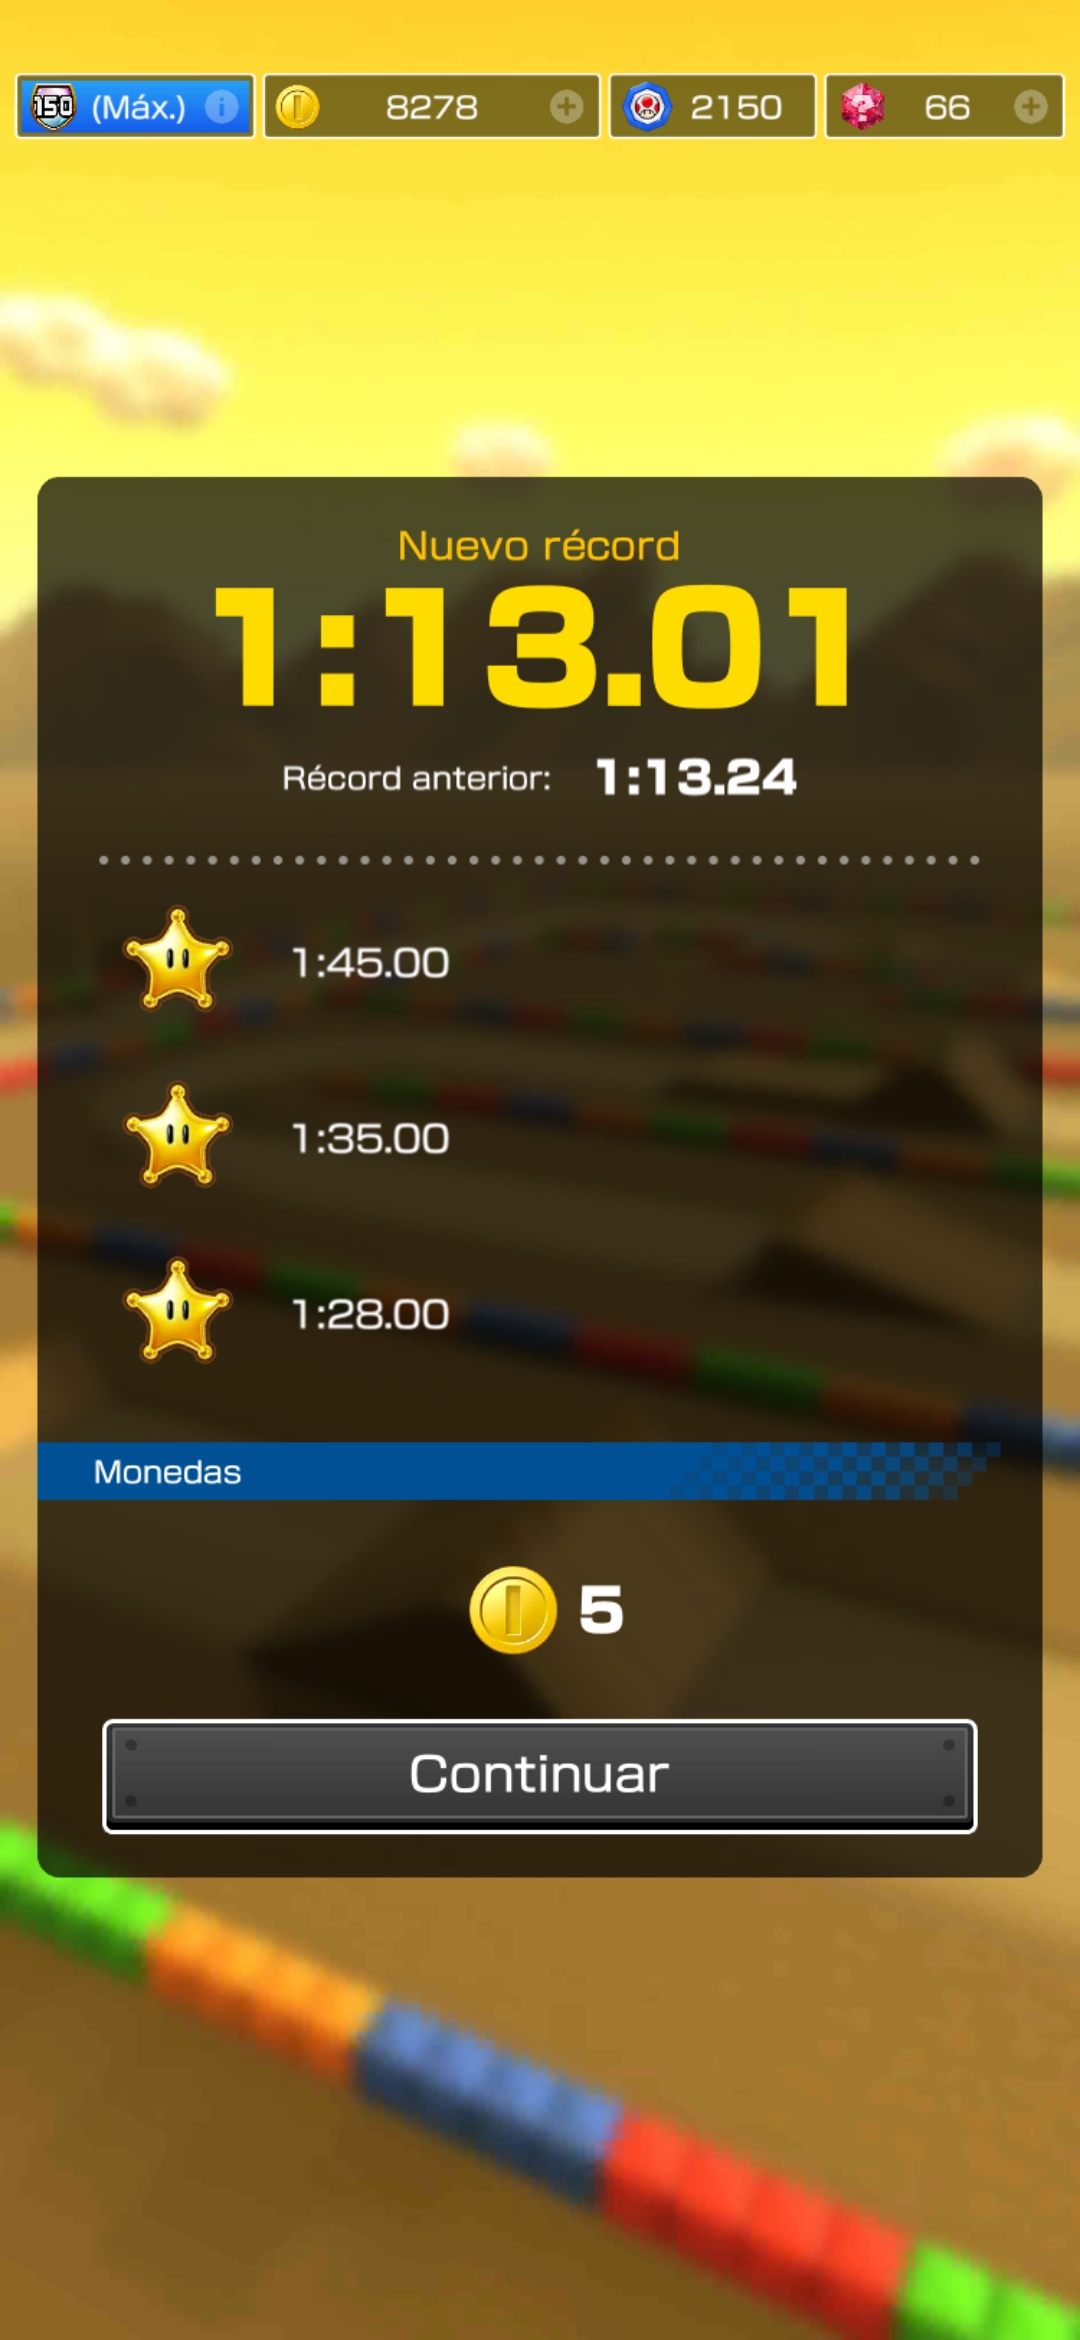 150 (Máx.) i 8278 + 2150 66 +
Nuevo récord
1:13.01
Récord anterior: 1:13.24
1:45.00
1:35.00
1:28.00
Monedas
5
Continuar